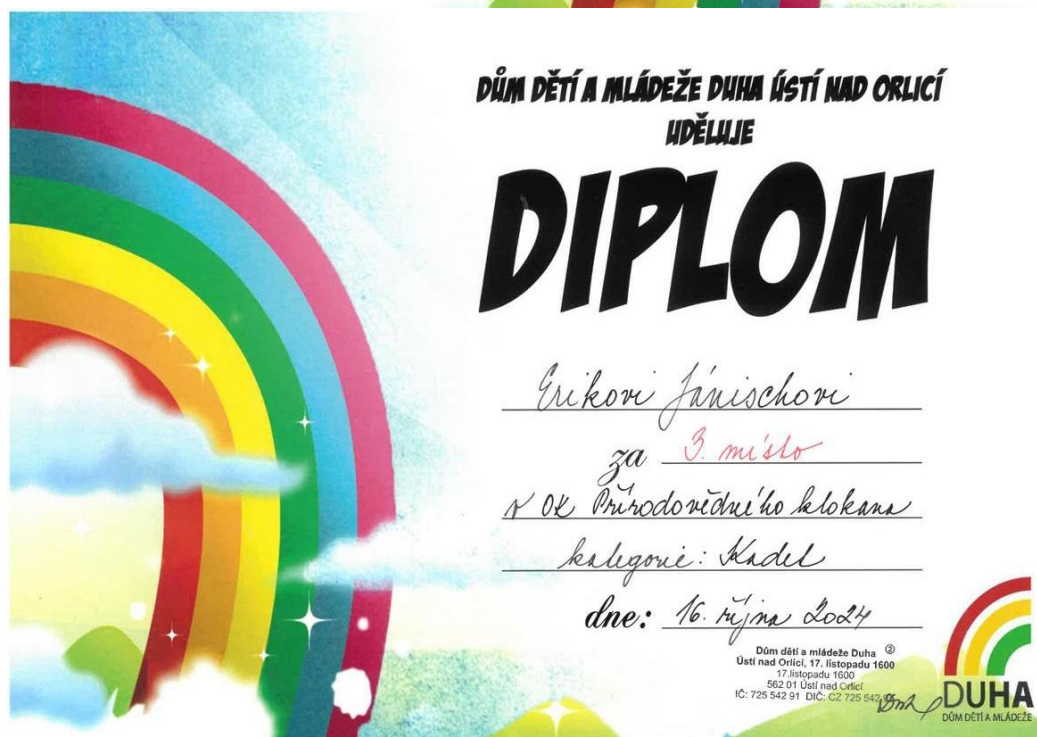 DŮM DĚTÍ A MLÁDEŽE DUHA ÚSTÍ NAD ORLICÍ
UDĚLUJE
DIPLOM
Erikovi Jánischovi
za 3. místo
v OK Přírodovědného klokana
kategorie: Kadet
dne: 16. října 2024
Dům dětí a mládeže Duha ②
Ústí nad Orlicí, 17. listopadu 1600
17.listopadu 1600
562 01 Ústí nad Orlicí
IČ: 725 542 91 DIČ: CZ 725 542
DUHA
DŮM DĚTÍ A MLÁDEŽE